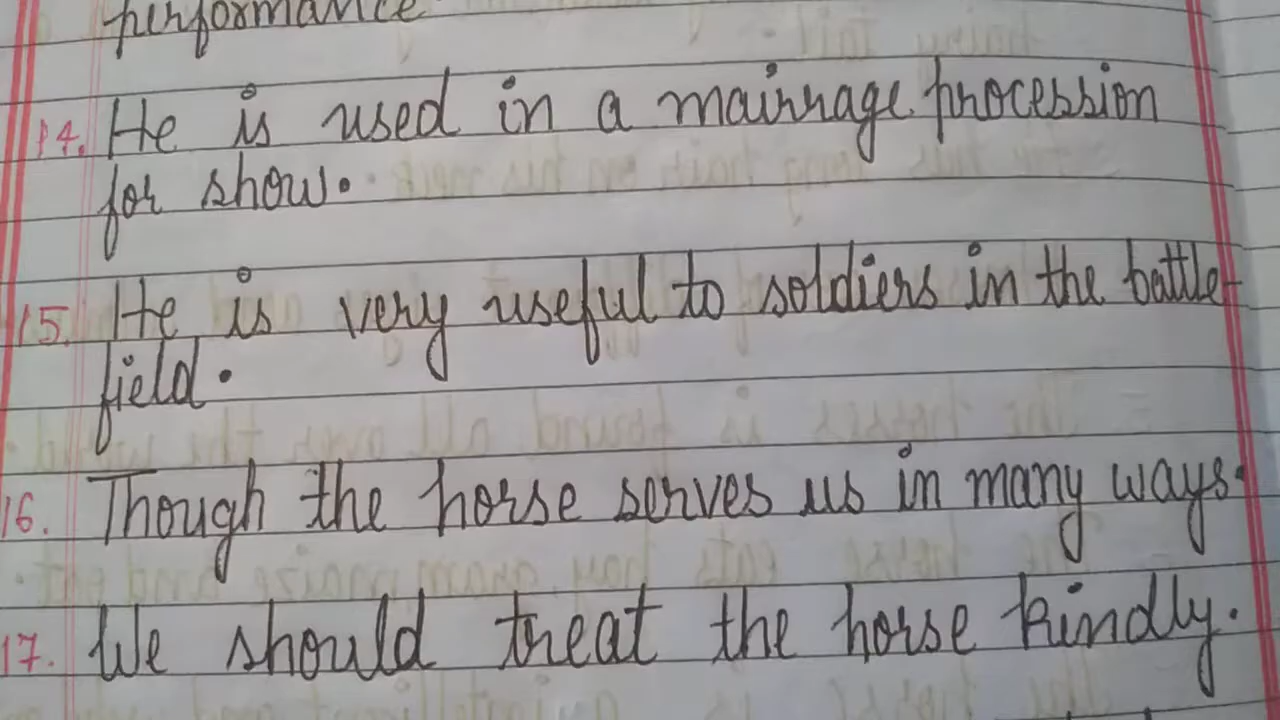 performance
14. He is used in a mairrage procession
for show.
15. He is very useful to soldiers in the battle-
field.
16. Though the horse serves us in many ways.
17. We should treat the horse kindly.